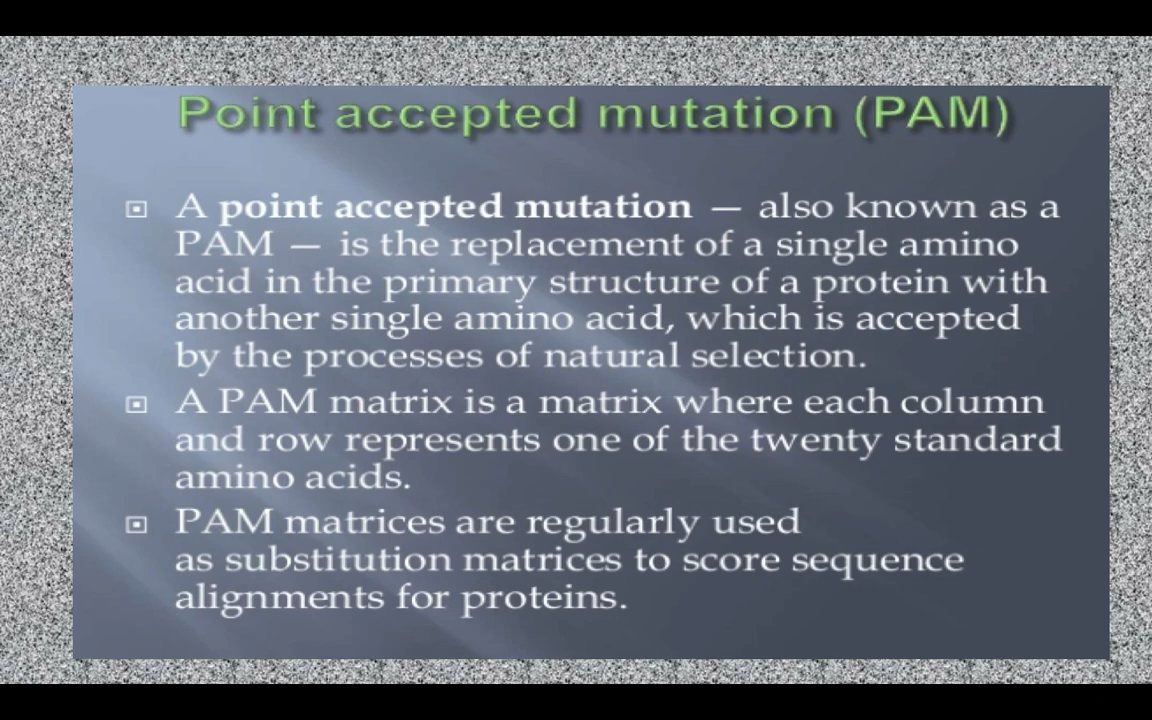 Point accepted mutation (PAM)
A point accepted mutation — also known as a
PAM — is the replacement of a single amino
acid in the primary structure of a protein with
another single amino acid, which is accepted
by the processes of natural selection.
A PAM matrix is a matrix where each column
and row represents one of the twenty standard
amino acids.
PAM matrices are regularly used
as substitution matrices to score sequence
alignments for proteins.